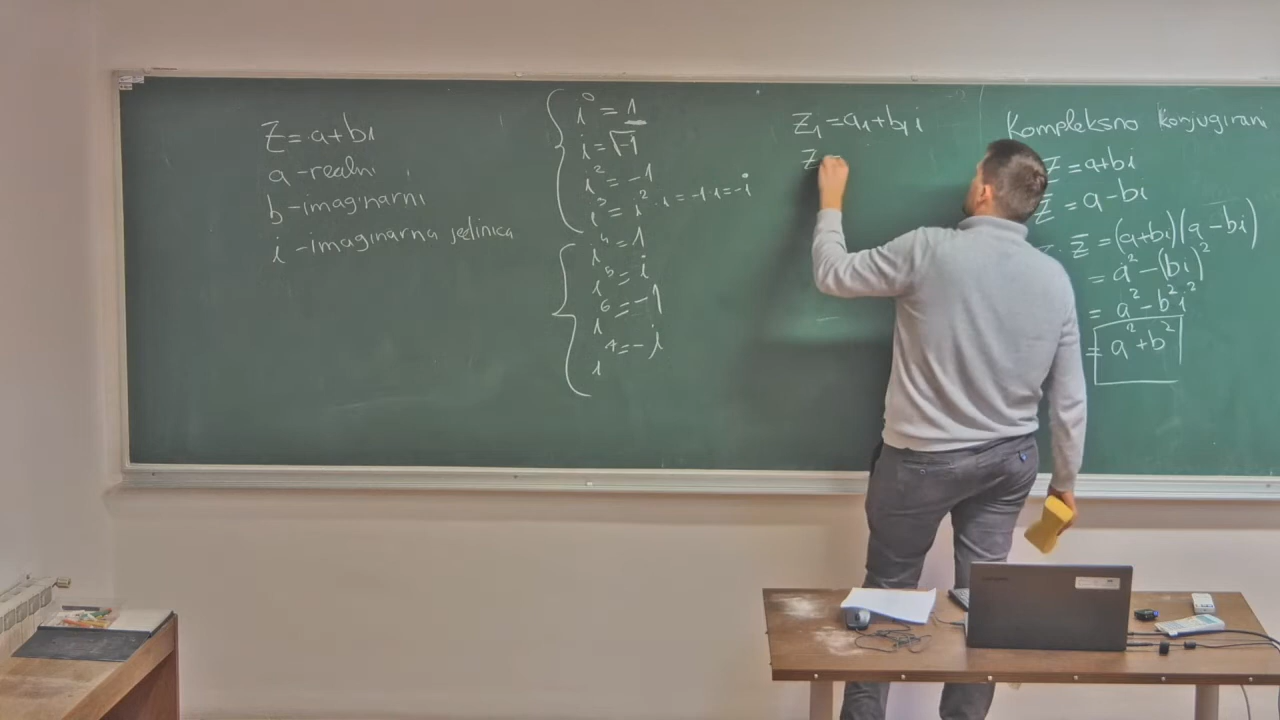 z = a+bi
a - realni
b - imaginarni
i - imaginarna jedinica
i⁰ = 1
i = √-1
i² = -1
i³ = i² · i = -1 · i = -i
i⁴ = 1
i⁵ = i
i⁶ = -1
i⁷ = -i
z₁ = a₁+b₁i
z =
Kompleksno konjugirani
z = a+bi
z̅ = a-bi
z · z̅ = (a+bi)(a-bi)
= a² - (bi)²
= a² - b²i²
= a²+b²